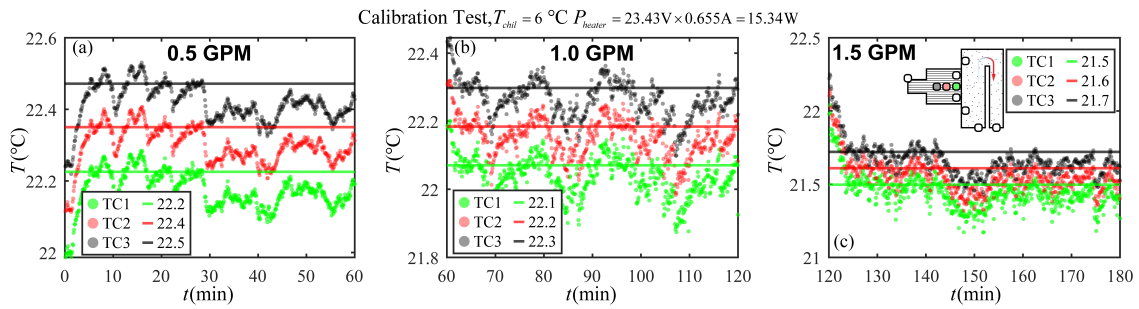 Calibration Test, T_chil = 6 °C P_heater = 23.43V × 0.655A = 15.34W
(a) 0.5 GPM
22.6
22.4
22.2
22
T(°C)
TC1 22.2
TC2 22.4
TC3 22.5
0 10 20 30 40 50 60
t(min)
(b) 1.0 GPM
22.4
22.2
22
21.8
T(°C)
TC1 22.1
TC2 22.2
TC3 22.3
60 70 80 90 100 110 120
t(min)
1.5 GPM
22.5
22
21.5
21
T(°C)
TC1 21.5
TC2 21.6
TC3 21.7
(c)
120 130 140 150 160 170 180
t(min)